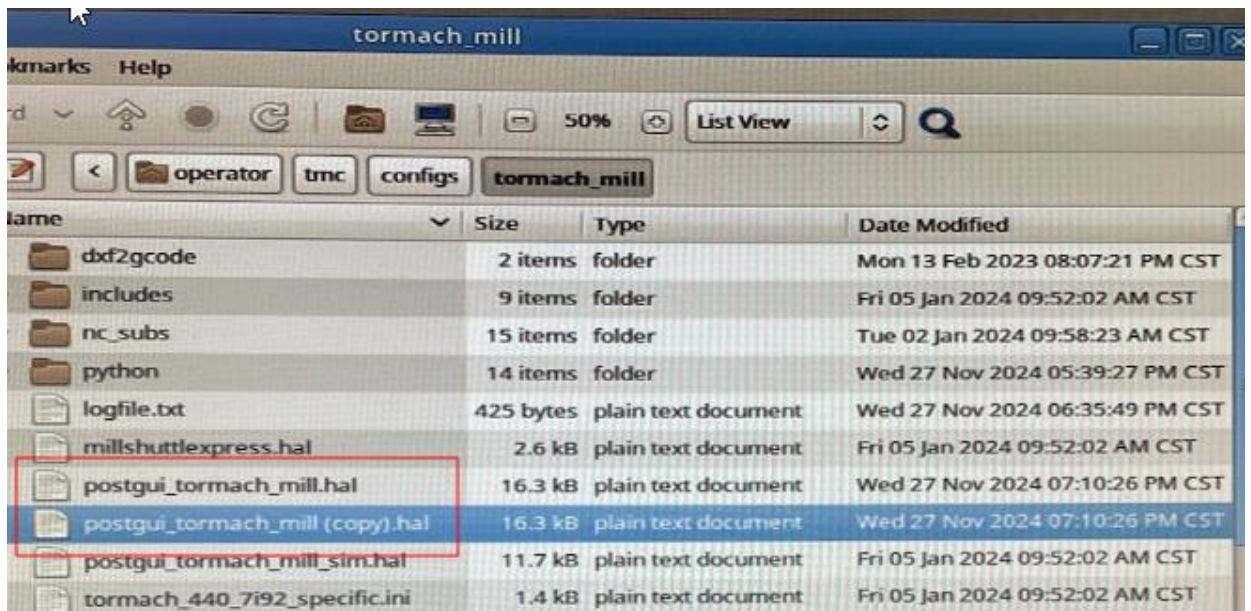 tormach_mill
kmarks Help
rd 50% List View
operator tmc configs tormach_mill
Name Size Type Date Modified
dxf2gcode 2 items folder Mon 13 Feb 2023 08:07:21 PM CST
includes 9 items folder Fri 05 Jan 2024 09:52:02 AM CST
nc_subs 15 items folder Tue 02 Jan 2024 09:58:23 AM CST
python 14 items folder Wed 27 Nov 2024 05:39:27 PM CST
logfile.txt 425 bytes plain text document Wed 27 Nov 2024 06:35:49 PM CST
millshuttlexpress.hal 2.6 kB plain text document Fri 05 Jan 2024 09:52:02 AM CST
postgui_tormach_mill.hal 16.3 kB plain text document Wed 27 Nov 2024 07:10:26 PM CST
postgui_tormach_mill (copy).hal 16.3 kB plain text document Wed 27 Nov 2024 07:10:26 PM CST
postgui_tormach_mill_sim.hal 11.7 kB plain text document Fri 05 Jan 2024 09:52:02 AM CST
tormach_440_7i92_specific.ini 1.4 kB plain text document Fri 05 Jan 2024 09:52:02 AM CST